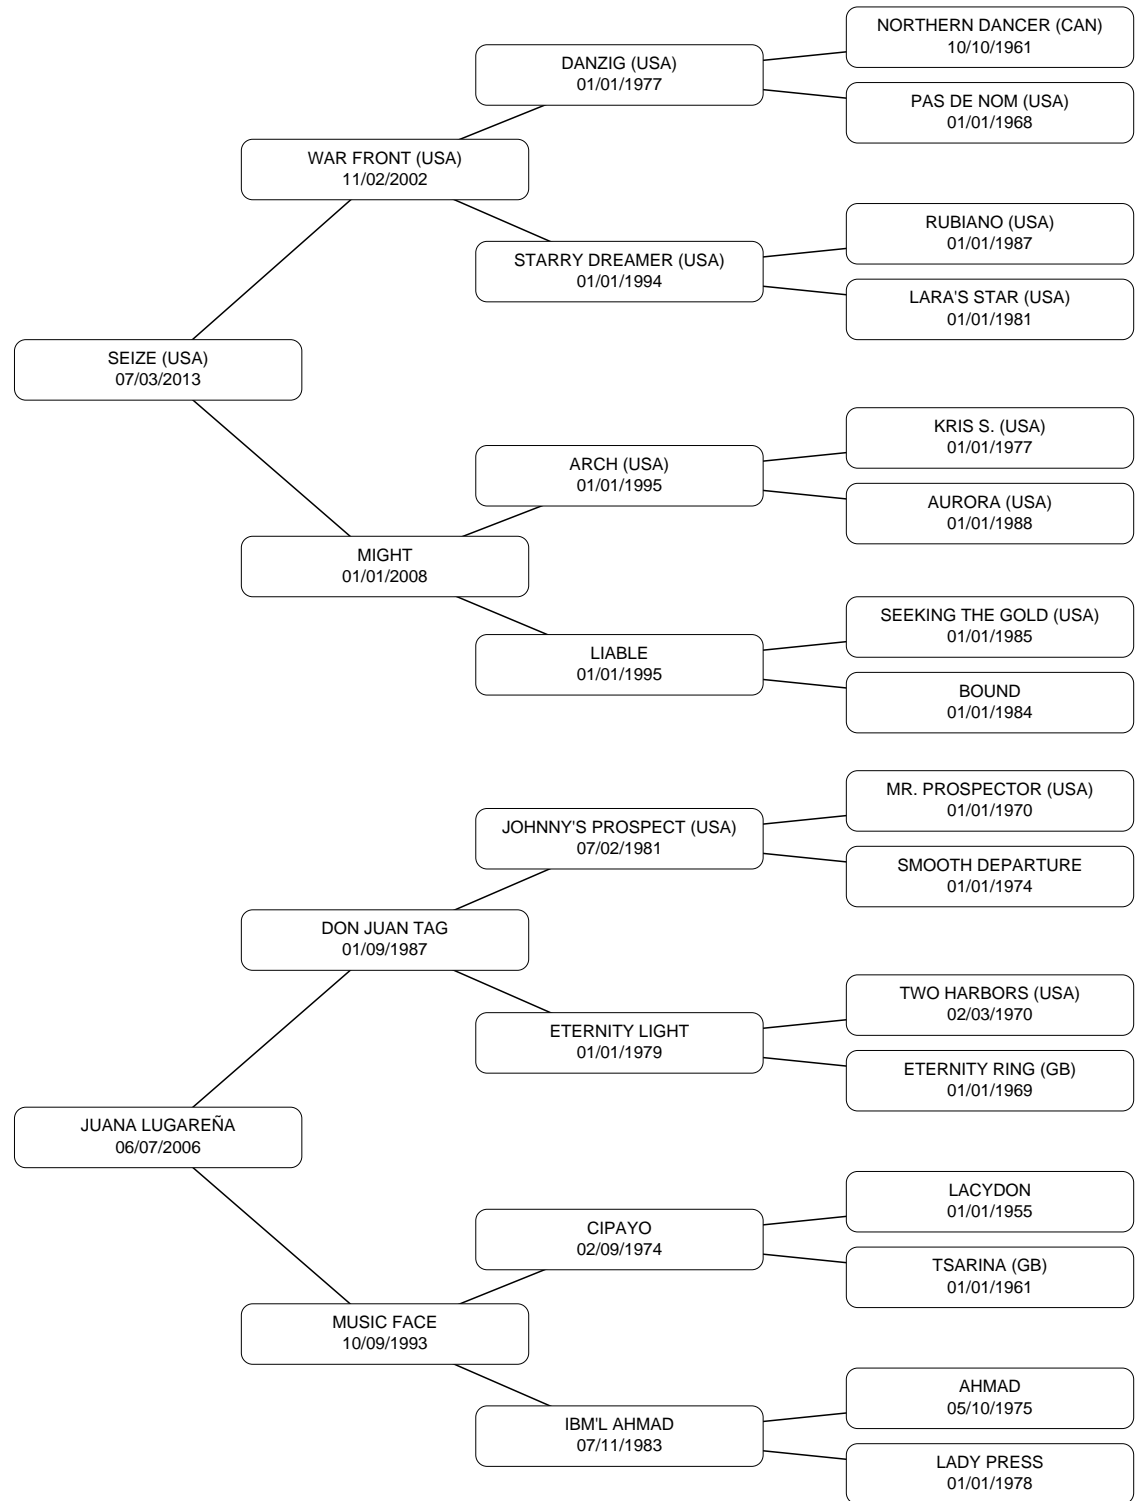 NORTHERN DANCER (CAN)
10/10/1961
DANZIG (USA)
01/01/1977
PAS DE NOM (USA)
01/01/1968
WAR FRONT (USA)
11/02/2002
RUBIANO (USA)
01/01/1987
STARRY DREAMER (USA)
01/01/1994
LARA'S STAR (USA)
01/01/1981
SEIZE (USA)
07/03/2013
KRIS S. (USA)
01/01/1977
ARCH (USA)
01/01/1995
AURORA (USA)
01/01/1988
MIGHT
01/01/2008
SEEKING THE GOLD (USA)
01/01/1985
LIABLE
01/01/1995
BOUND
01/01/1984
MR. PROSPECTOR (USA)
01/01/1970
JOHNNY'S PROSPECT (USA)
07/02/1981
SMOOTH DEPARTURE
01/01/1974
DON JUAN TAG
01/09/1987
TWO HARBORS (USA)
02/03/1970
ETERNITY LIGHT
01/01/1979
ETERNITY RING (GB)
01/01/1969
JUANA LUGAREÑA
06/07/2006
LACYDON
01/01/1955
CIPAYO
02/09/1974
TSARINA (GB)
01/01/1961
MUSIC FACE
10/09/1993
AHMAD
05/10/1975
IBM'L AHMAD
07/11/1983
LADY PRESS
01/01/1978